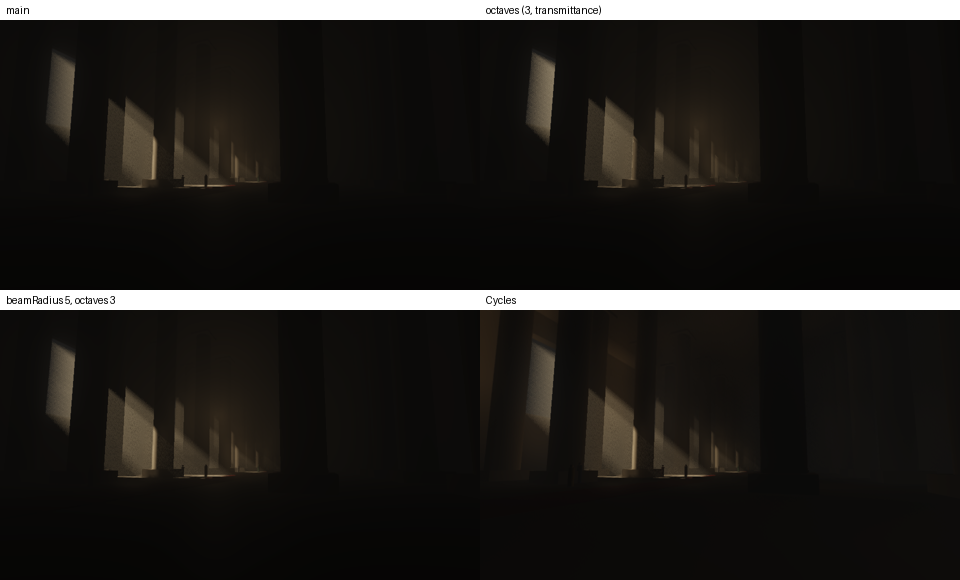 main
octaves (3, transmittance)
beamRadius 5, octaves 3
Cycles